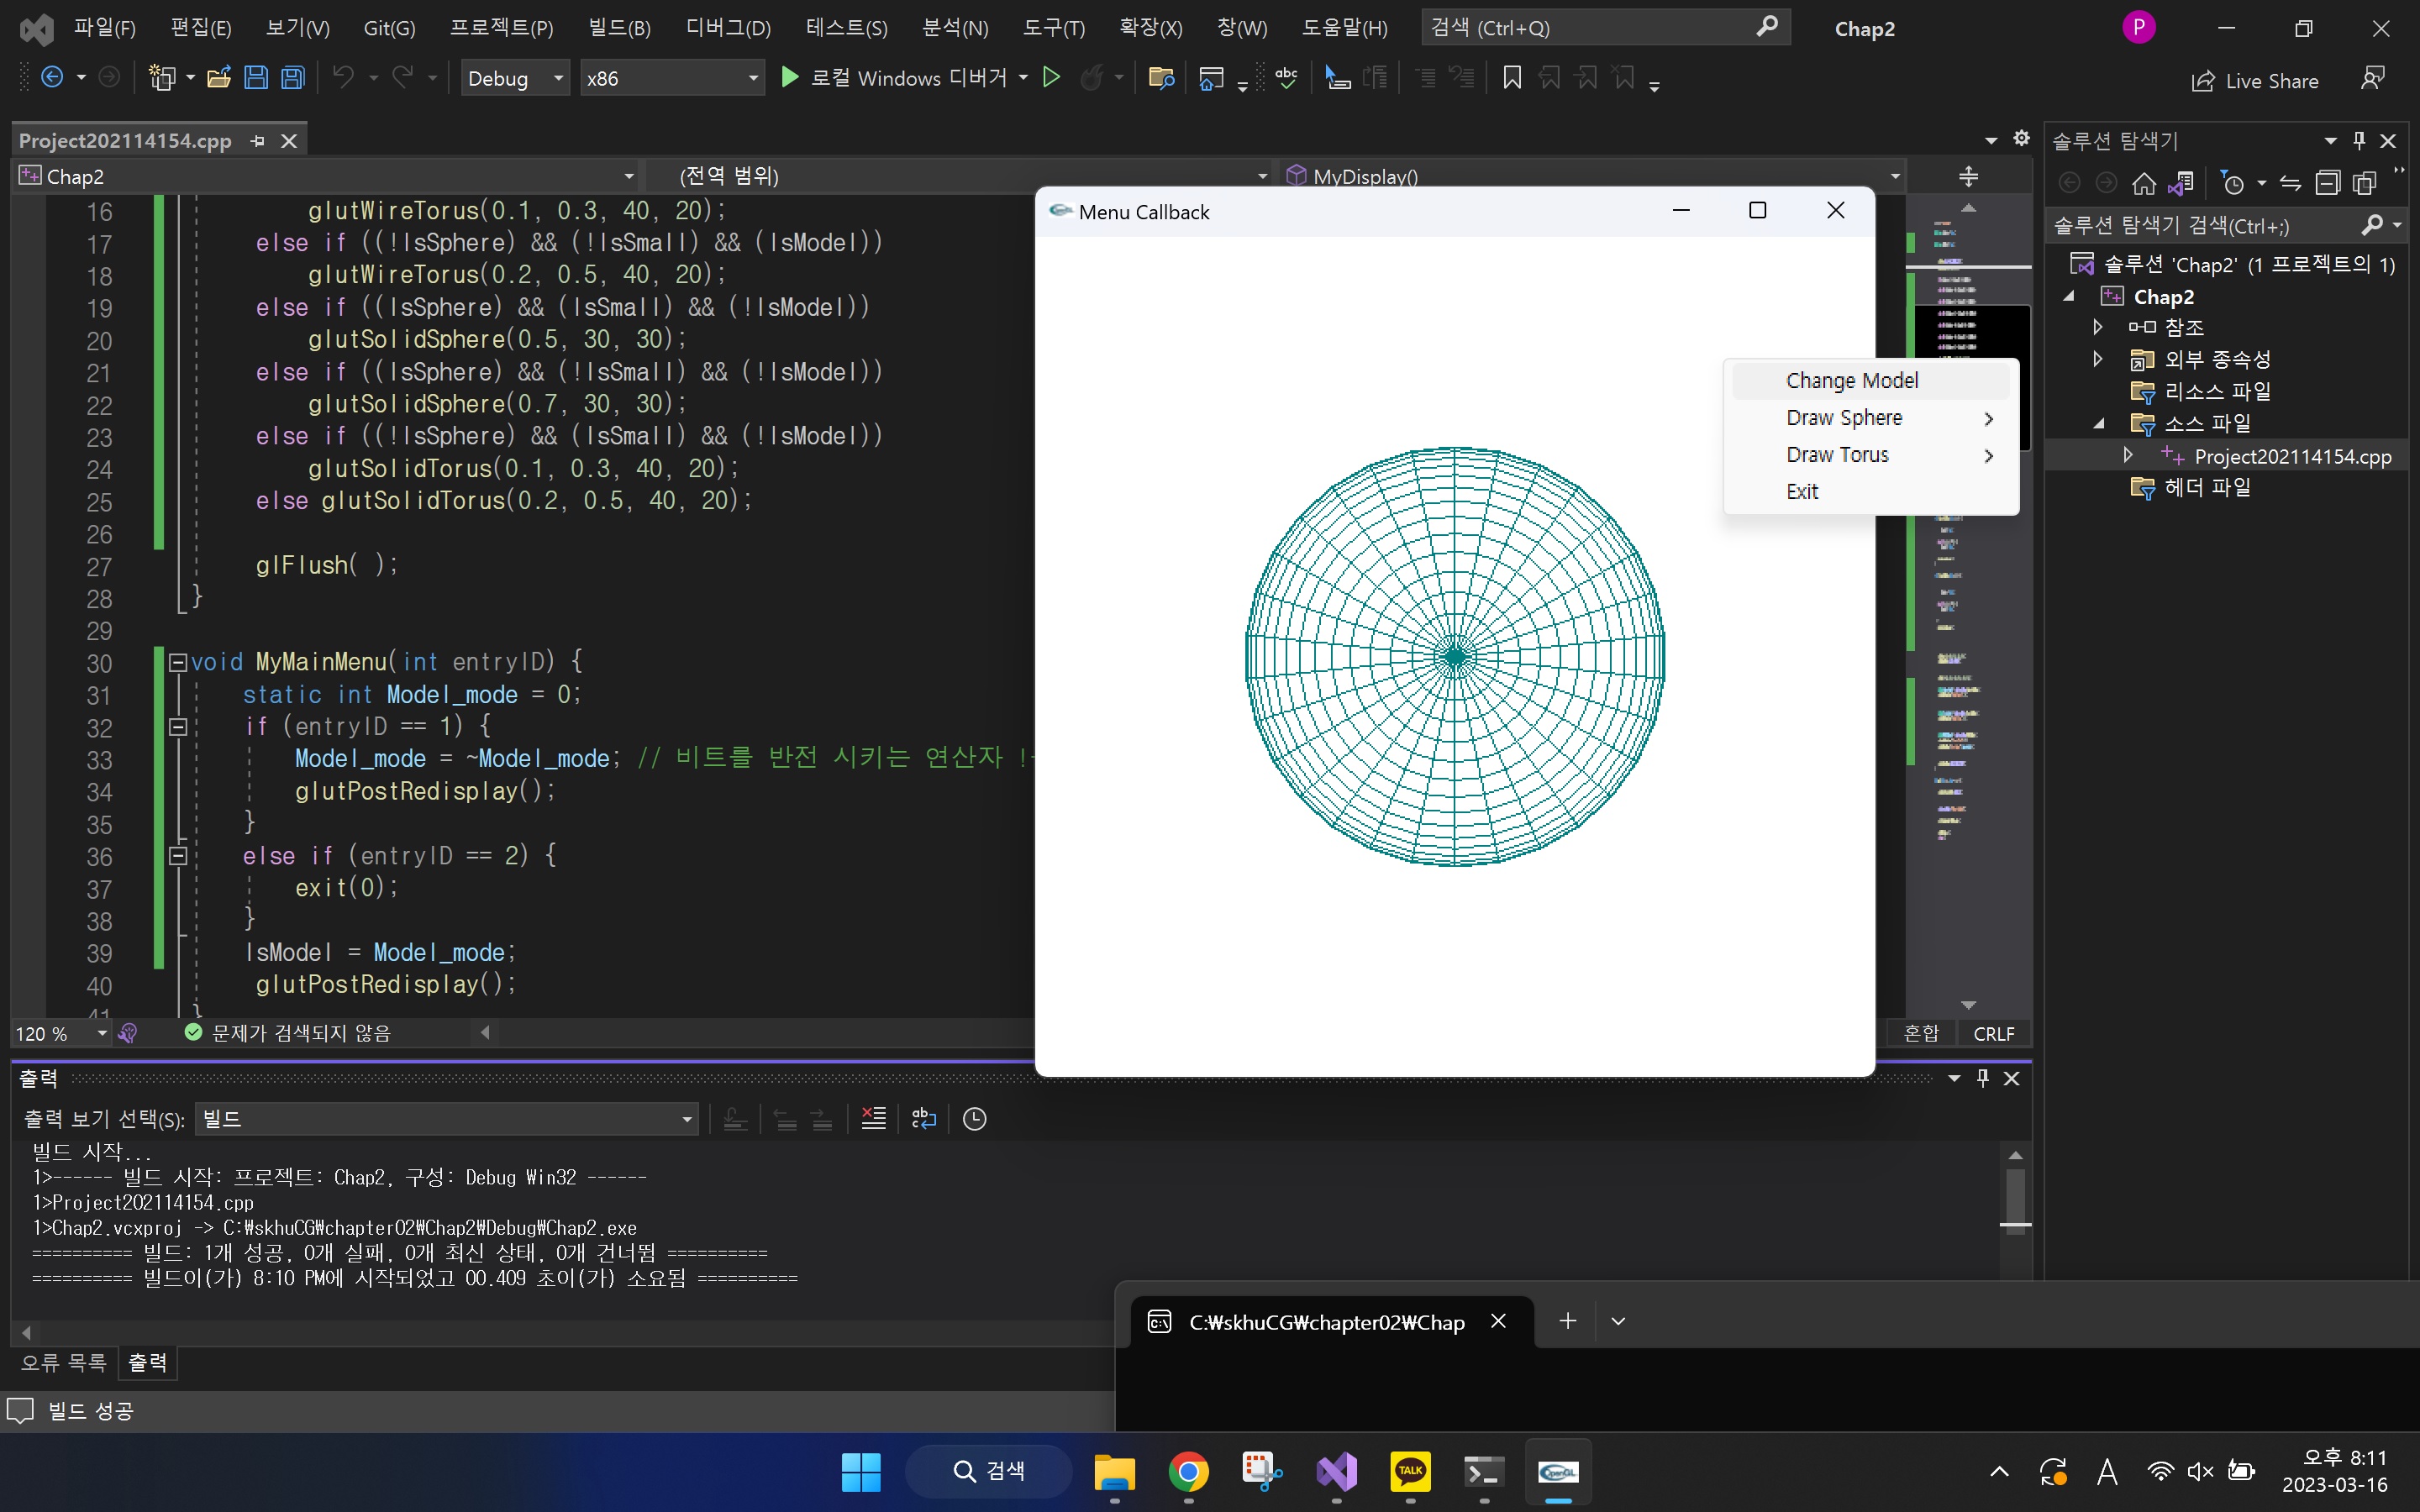 파일(F) 편집(E) 보기(V) Git(G) 프로젝트(P) 빌드(B) 디버그(D) 테스트(S) 분석(N) 도구(T) 확장(X) 창(W) 도움말(H) 검색 (Ctrl+Q) Chap2 P
Debug x86 로컬 Windows 디버거 Live Share
Project202114154.cpp
Chap2 (전역 범위) MyDisplay()
16 glutWireTorus(0.1, 0.3, 40, 20);
17 else if ((!IsSphere) && (!IsSmall) && (IsModel))
18 glutWireTorus(0.2, 0.5, 40, 20);
19 else if ((IsSphere) && (IsSmall) && (!IsModel))
20 glutSolidSphere(0.5, 30, 30);
21 else if ((IsSphere) && (!IsSmall) && (!IsModel))
22 glutSolidSphere(0.7, 30, 30);
23 else if ((!IsSphere) && (IsSmall) && (!IsModel))
24 glutSolidTorus(0.1, 0.3, 40, 20);
25 else glutSolidTorus(0.2, 0.5, 40, 20);
26
27 glFlush( );
28 }
29
30 void MyMainMenu(int entryID) {
31 static int Model_mode = 0;
32 if (entryID == 1) {
33 Model_mode = ~Model_mode; // 비트를 반전 시키는 연산자 !
34 glutPostRedisplay();
35 }
36 else if (entryID == 2) {
37 exit(0);
38 }
39 IsModel = Model_mode;
40 glutPostRedisplay();
41 }
120 % 문제가 검색되지 않음 혼합 CRLF
Menu Callback
Change Model
Draw Sphere
Draw Torus
Exit
솔루션 탐색기
솔루션 탐색기 검색(Ctrl+;)
솔루션 'Chap2' (1 프로젝트의 1)
Chap2
참조
외부 종속성
리소스 파일
소스 파일
Project202114154.cpp
헤더 파일
출력
출력 보기 선택(S): 빌드
빌드 시작...
1>------ 빌드 시작: 프로젝트: Chap2, 구성: Debug Win32 ------
1>Project202114154.cpp
1>Chap2.vcxproj -> C:₩skhuCG₩chapter02₩Chap2₩Debug₩Chap2.exe
========== 빌드: 1개 성공, 0개 실패, 0개 최신 상태, 0개 건너뜀 ==========
========== 빌드이(가) 8:10 PM에 시작되었고 00.409 초이(가) 소요됨 ==========
오류 목록 출력
빌드 성공
C:₩skhuCG₩chapter02₩Chap
검색
TALK
OpenGL
A
오후 8:11
2023-03-16